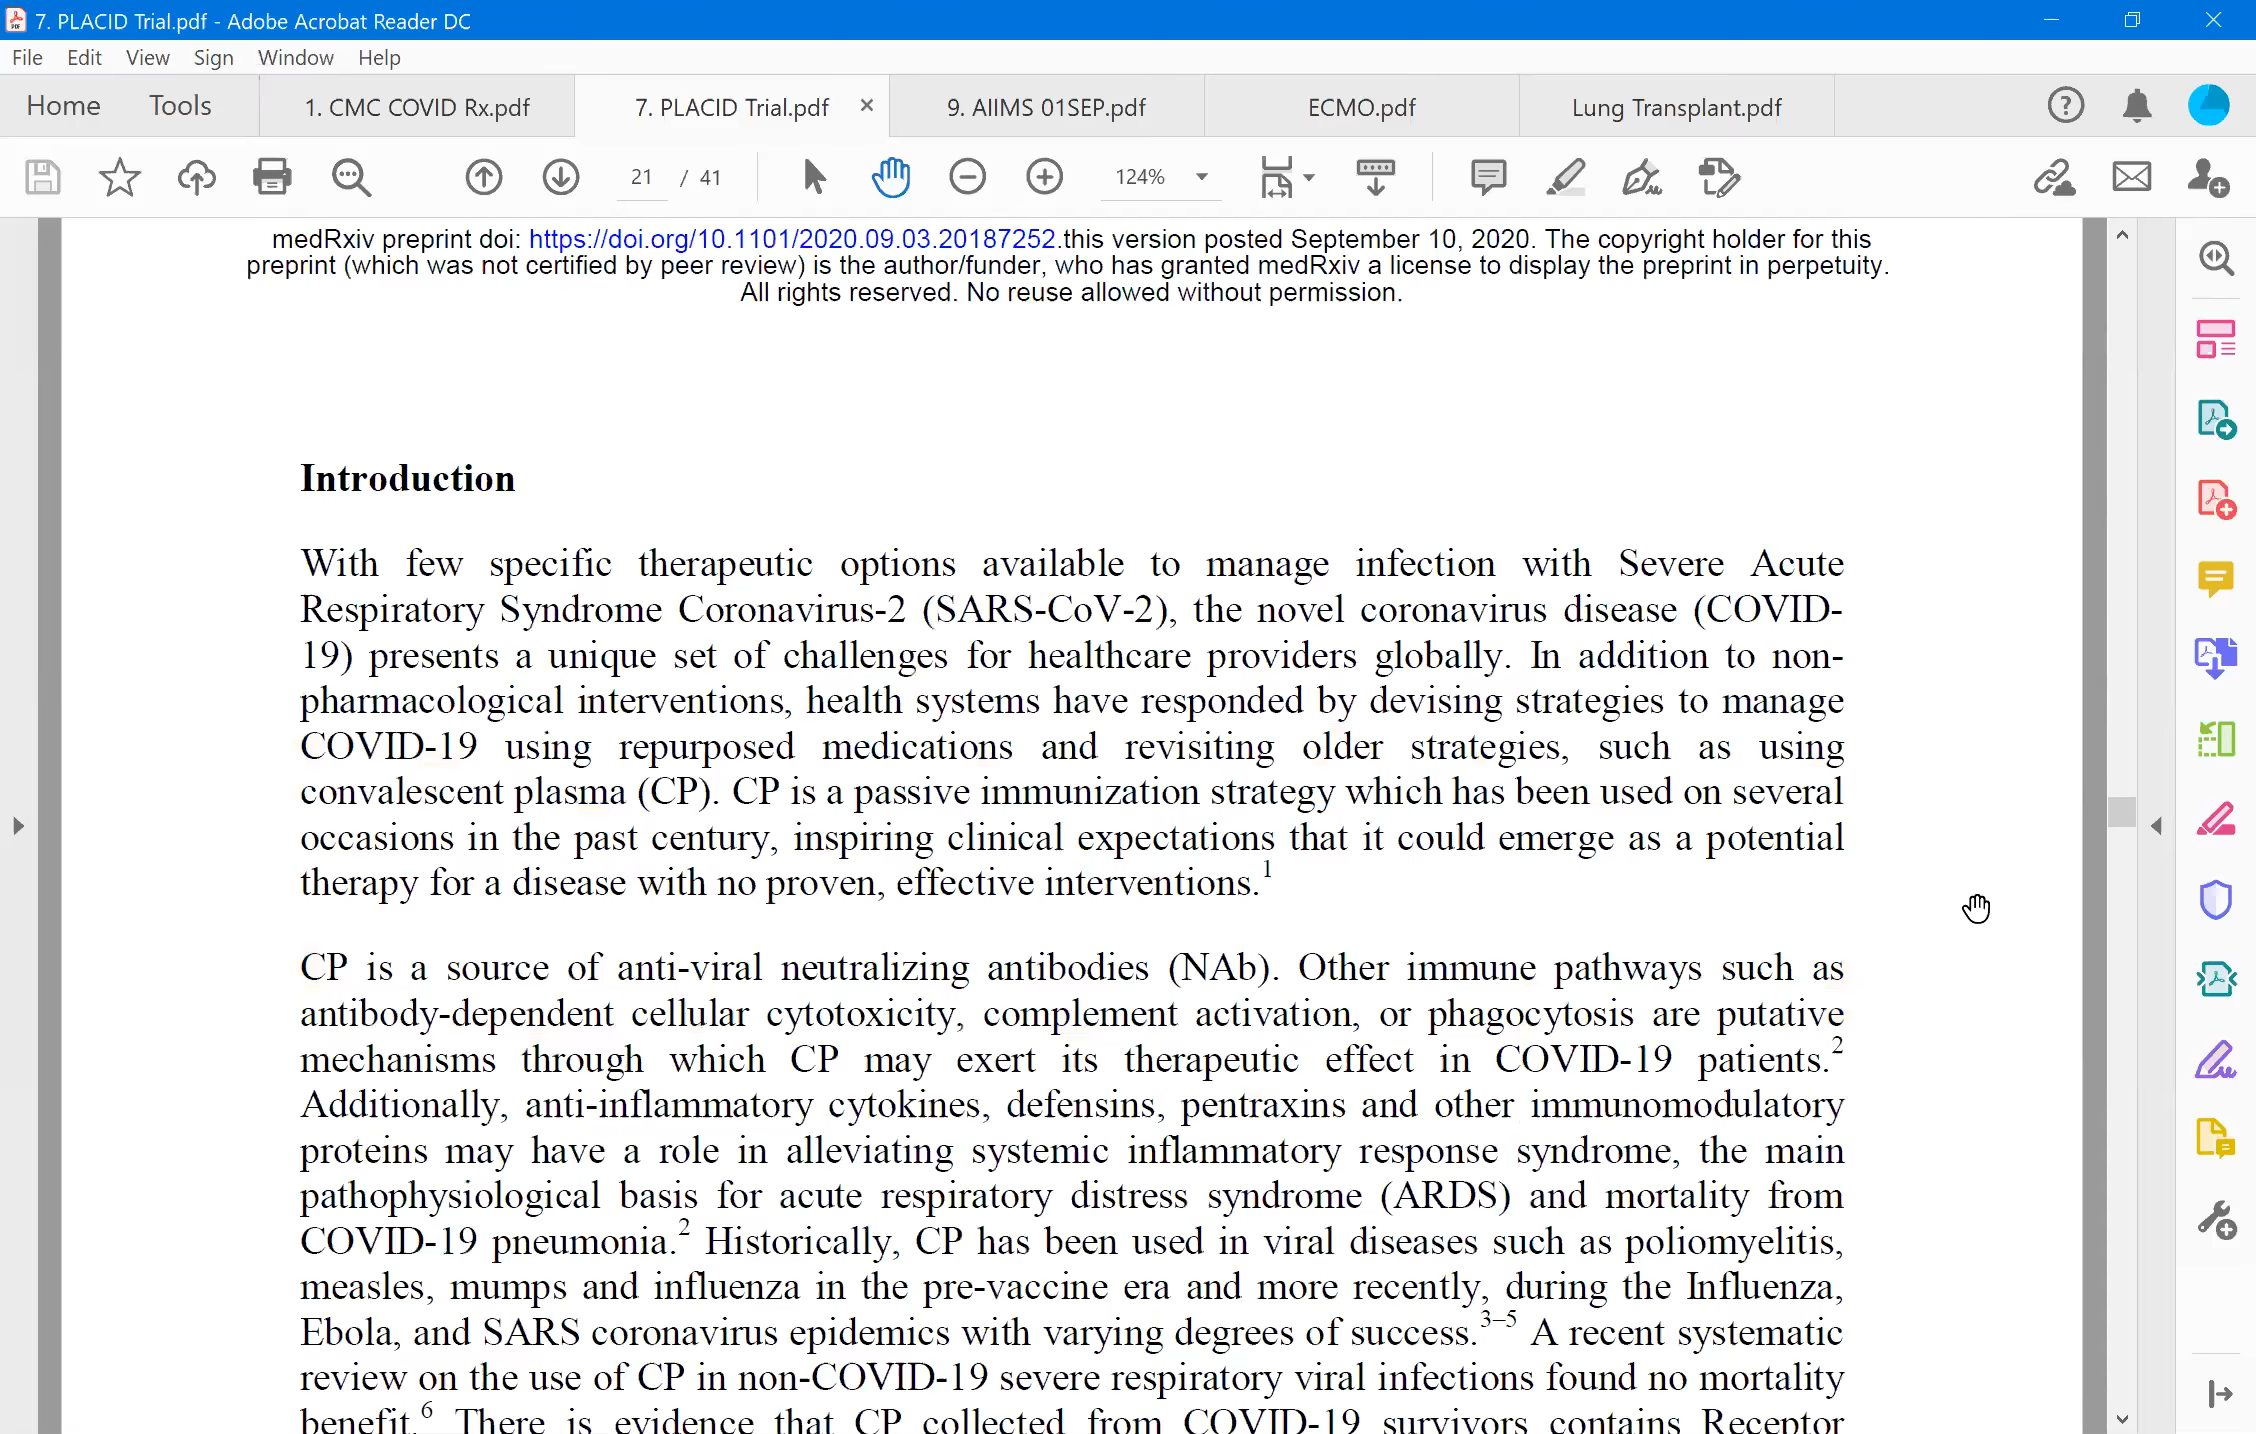 7. PLACID Trial.pdf - Adobe Acrobat Reader DC
File Edit View Sign Window Help
Home Tools 1. CMC COVID Rx.pdf 7. PLACID Trial.pdf 9. AIIMS 01SEP.pdf ECMO.pdf Lung Transplant.pdf
21 / 41 124%
medRxiv preprint doi: https://doi.org/10.1101/2020.09.03.20187252.this version posted September 10, 2020. The copyright holder for this
preprint (which was not certified by peer review) is the author/funder, who has granted medRxiv a license to display the preprint in perpetuity.
All rights reserved. No reuse allowed without permission.
Introduction
With few specific therapeutic options available to manage infection with Severe Acute
Respiratory Syndrome Coronavirus-2 (SARS-CoV-2), the novel coronavirus disease (COVID-
19) presents a unique set of challenges for healthcare providers globally. In addition to non-
pharmacological interventions, health systems have responded by devising strategies to manage
COVID-19 using repurposed medications and revisiting older strategies, such as using
convalescent plasma (CP). CP is a passive immunization strategy which has been used on several
occasions in the past century, inspiring clinical expectations that it could emerge as a potential
therapy for a disease with no proven, effective interventions.1
CP is a source of anti-viral neutralizing antibodies (NAb). Other immune pathways such as
antibody-dependent cellular cytotoxicity, complement activation, or phagocytosis are putative
mechanisms through which CP may exert its therapeutic effect in COVID-19 patients.2
Additionally, anti-inflammatory cytokines, defensins, pentraxins and other immunomodulatory
proteins may have a role in alleviating systemic inflammatory response syndrome, the main
pathophysiological basis for acute respiratory distress syndrome (ARDS) and mortality from
COVID-19 pneumonia.2 Historically, CP has been used in viral diseases such as poliomyelitis,
measles, mumps and influenza in the pre-vaccine era and more recently, during the Influenza,
Ebola, and SARS coronavirus epidemics with varying degrees of success.3–5 A recent systematic
review on the use of CP in non-COVID-19 severe respiratory viral infections found no mortality
benefit.6 There is evidence that CP collected from COVID-19 survivors contains Receptor